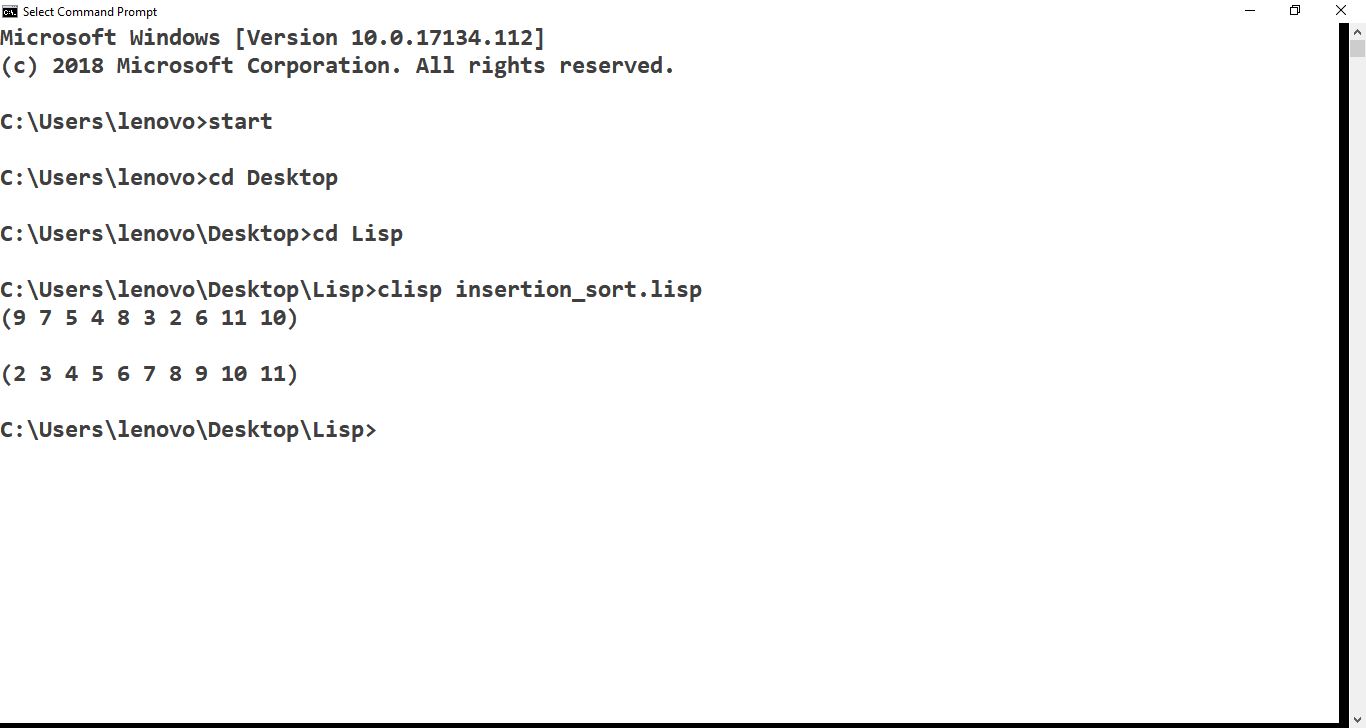 Select Command Prompt
Microsoft Windows [Version 10.0.17134.112]
(c) 2018 Microsoft Corporation. All rights reserved.
C:\Users\lenovo>start
C:\Users\lenovo>cd Desktop
C:\Users\lenovo\Desktop>cd Lisp
C:\Users\lenovo\Desktop\Lisp>clisp insertion_sort.lisp
(9 7 5 4 8 3 2 6 11 10)
(2 3 4 5 6 7 8 9 10 11)
C:\Users\lenovo\Desktop\Lisp>